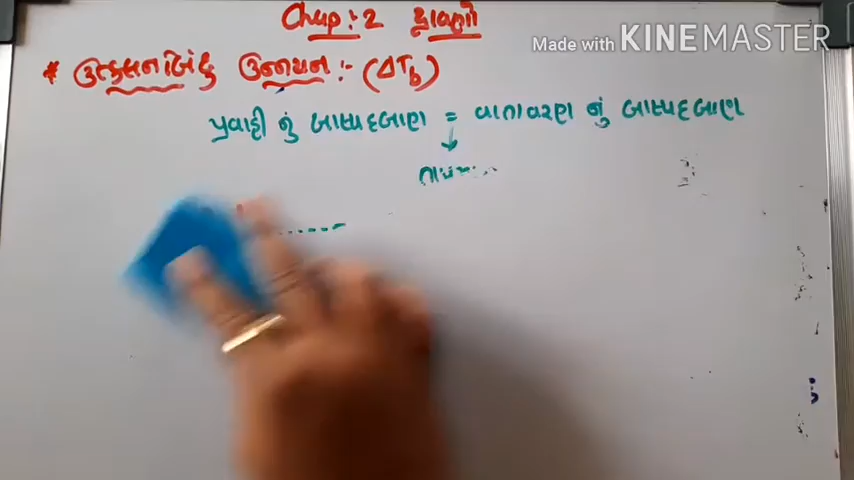 Chap:-2 દ્રાવણો
Made with KINEMASTER
* ઉત્કલનબિંદુ ઉન્નયન :- (ΔTb)
પ્રવાહી નું બાષ્પદબાણ = વાતાવરણ નું બાષ્પદબાણ
↓